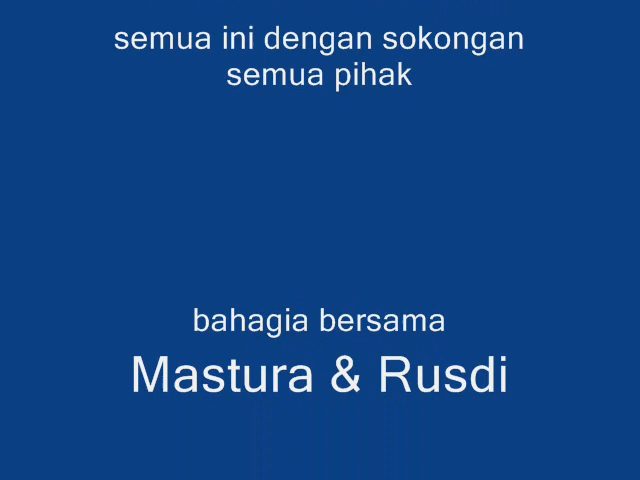 semua ini dengan sokongan
semua pihak
bahagia bersama
Mastura & Rusdi